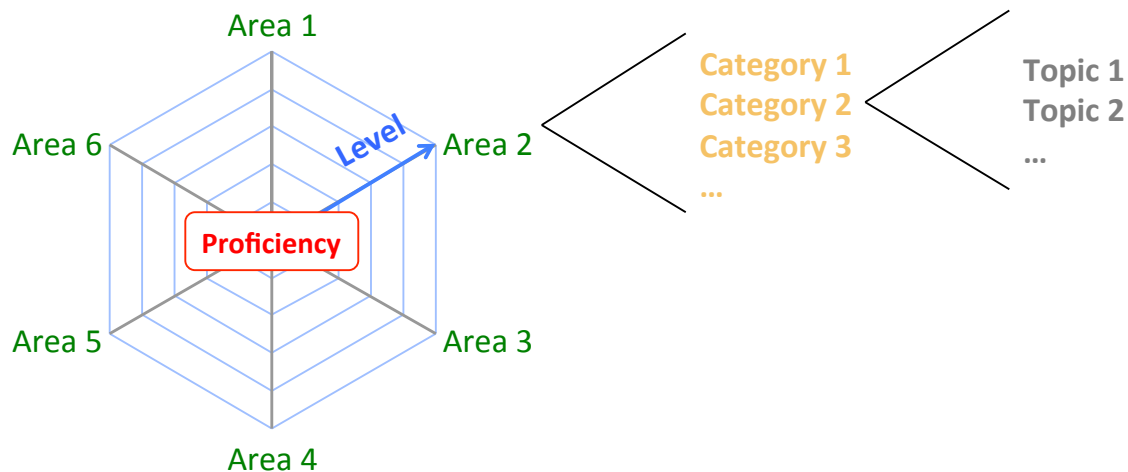 Area 1
Area 6
Level
Area 2
Proficiency
Area 5
Area 3
Area 4
Category 1
Category 2
Category 3
...
Topic 1
Topic 2
...